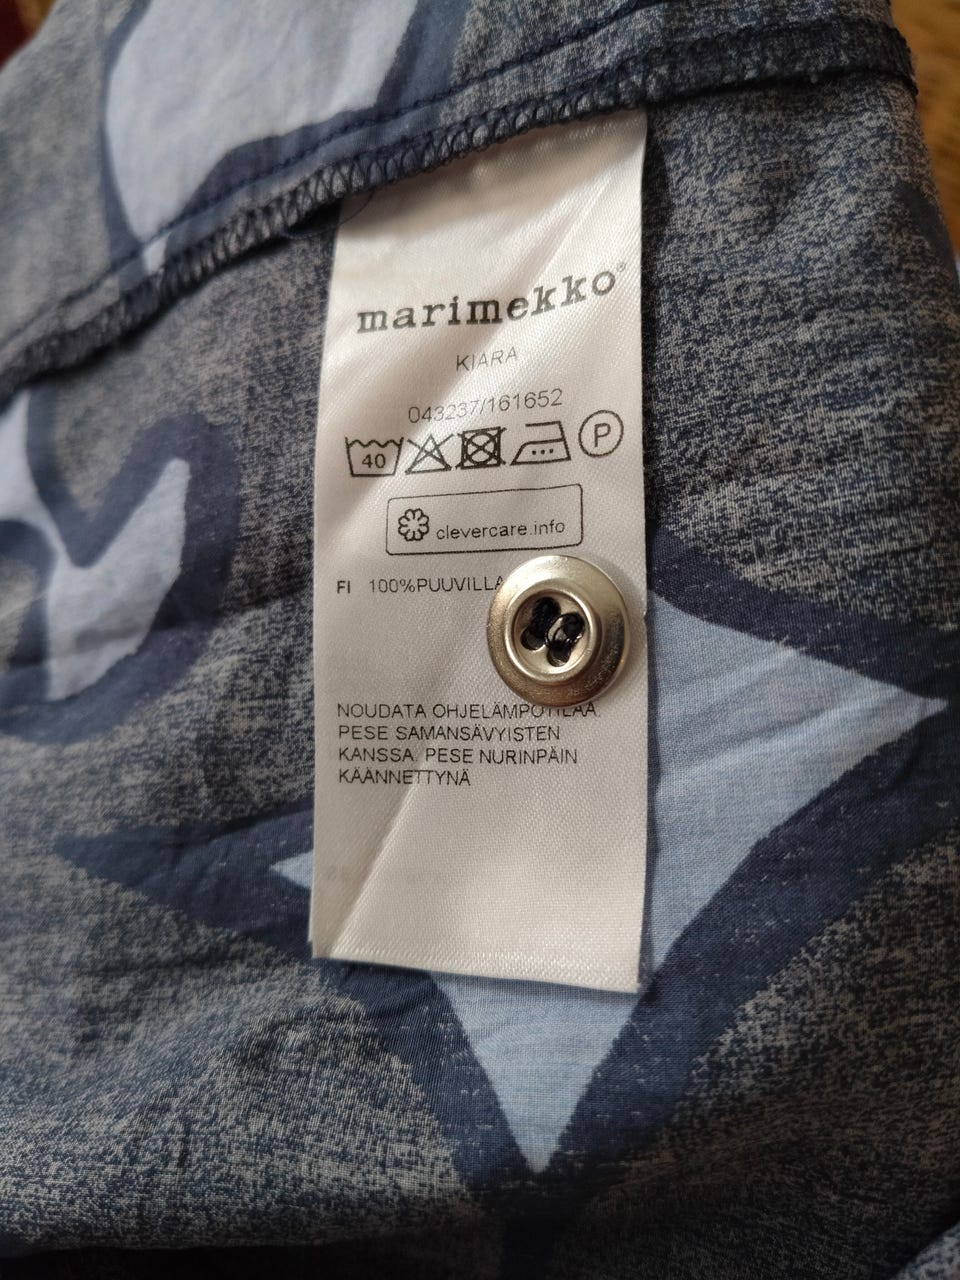 marimekko®
KIARA
043237/161652
40 P
clevercare.info
FI 100%PUUVILLA
NOUDATA OHJELÄMPÖTILAA.
PESE SAMANSÄVYISTEN
KANSSA. PESE NURINPÄIN
KÄÄNNETTYNÄ